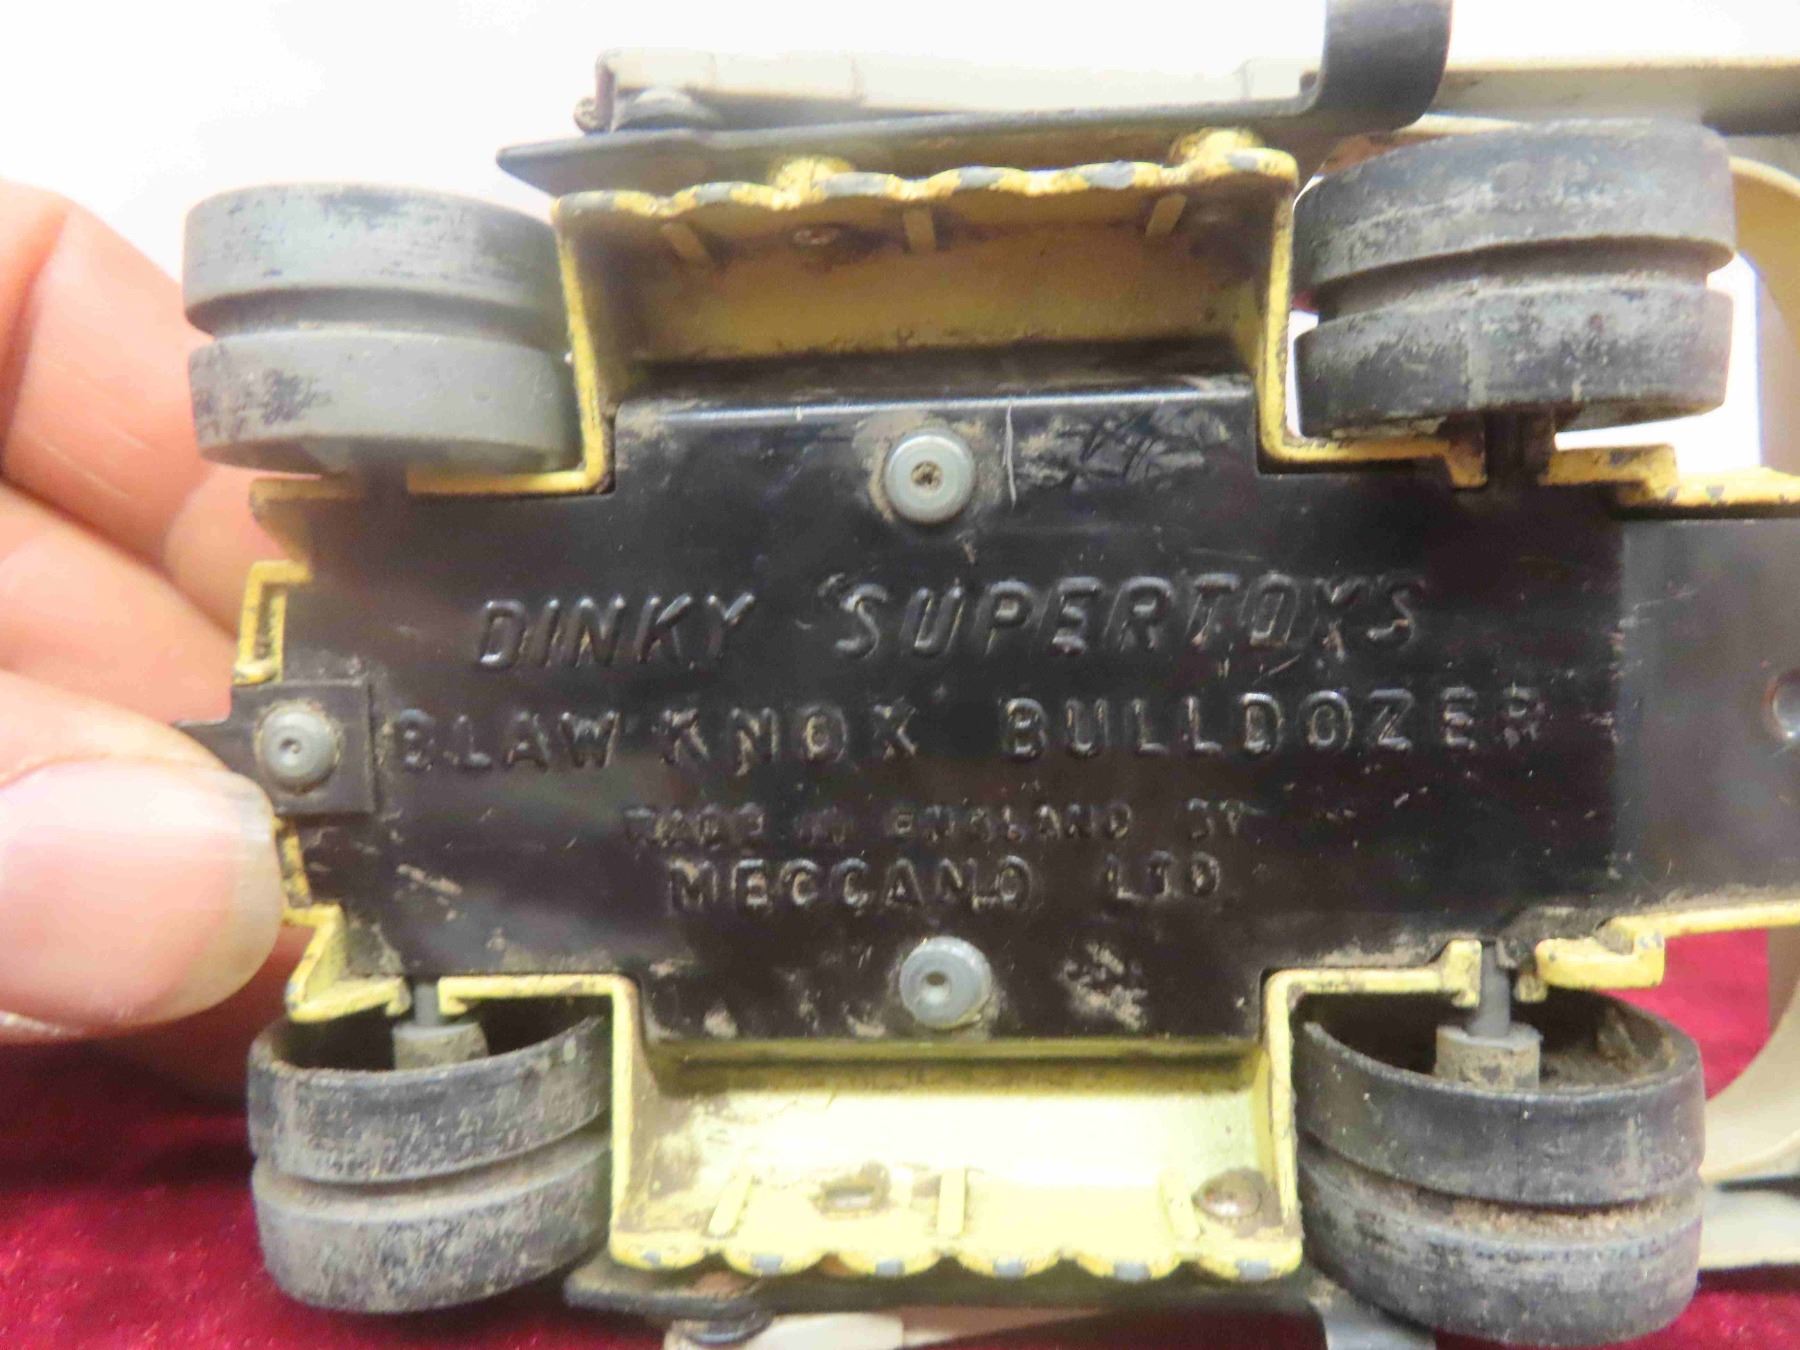 DINKY SUPERTOYS
BLAW KNOX BULLDOZER
MADE IN ENGLAND BY
MECCANO LTD